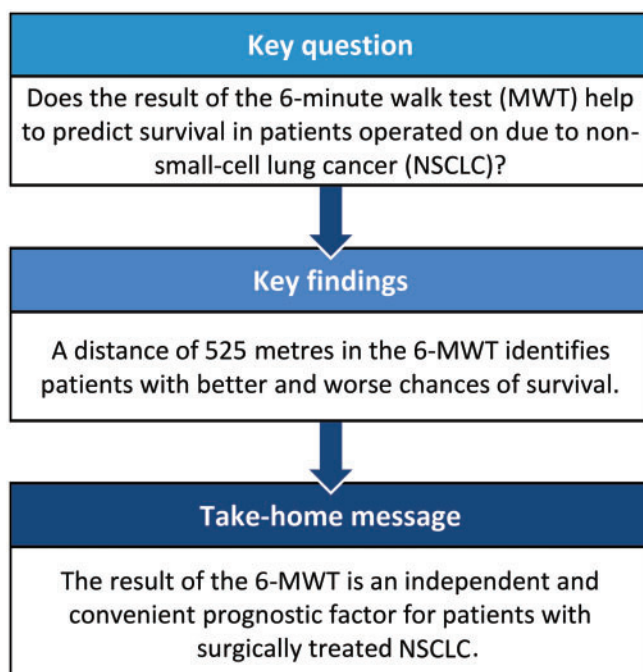 Key question
Does the result of the 6-minute walk test (MWT) help
to predict survival in patients operated on due to non-
small-cell lung cancer (NSCLC)?
Key findings
A distance of 525 metres in the 6-MWT identifies
patients with better and worse chances of survival.
Take-home message
The result of the 6-MWT is an independent and
convenient prognostic factor for patients with
surgically treated NSCLC.